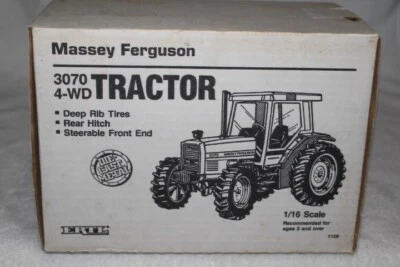 Massey Ferguson
3070
4-WD TRACTOR
▪ Deep Rib Tires
▪ Rear Hitch
▪ Steerable Front End
DIE
CAST
METAL
1/16 Scale
Recommended for
ages 3 and over
ERTL